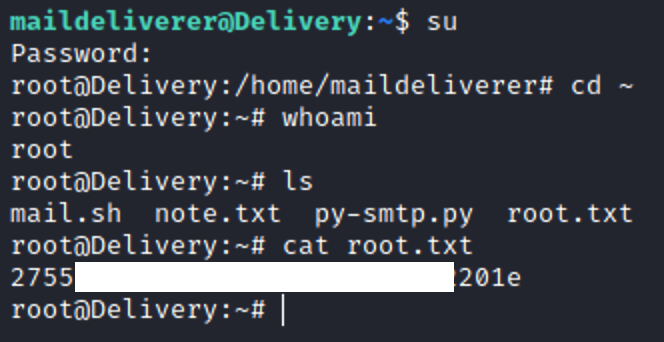 maildeliverer@Delivery:~$ su
Password:
root@Delivery:/home/maildeliverer# cd ~
root@Delivery:~# whoami
root
root@Delivery:~# ls
mail.sh  note.txt  py-smtp.py  root.txt
root@Delivery:~# cat root.txt
2755 201e
root@Delivery:~#